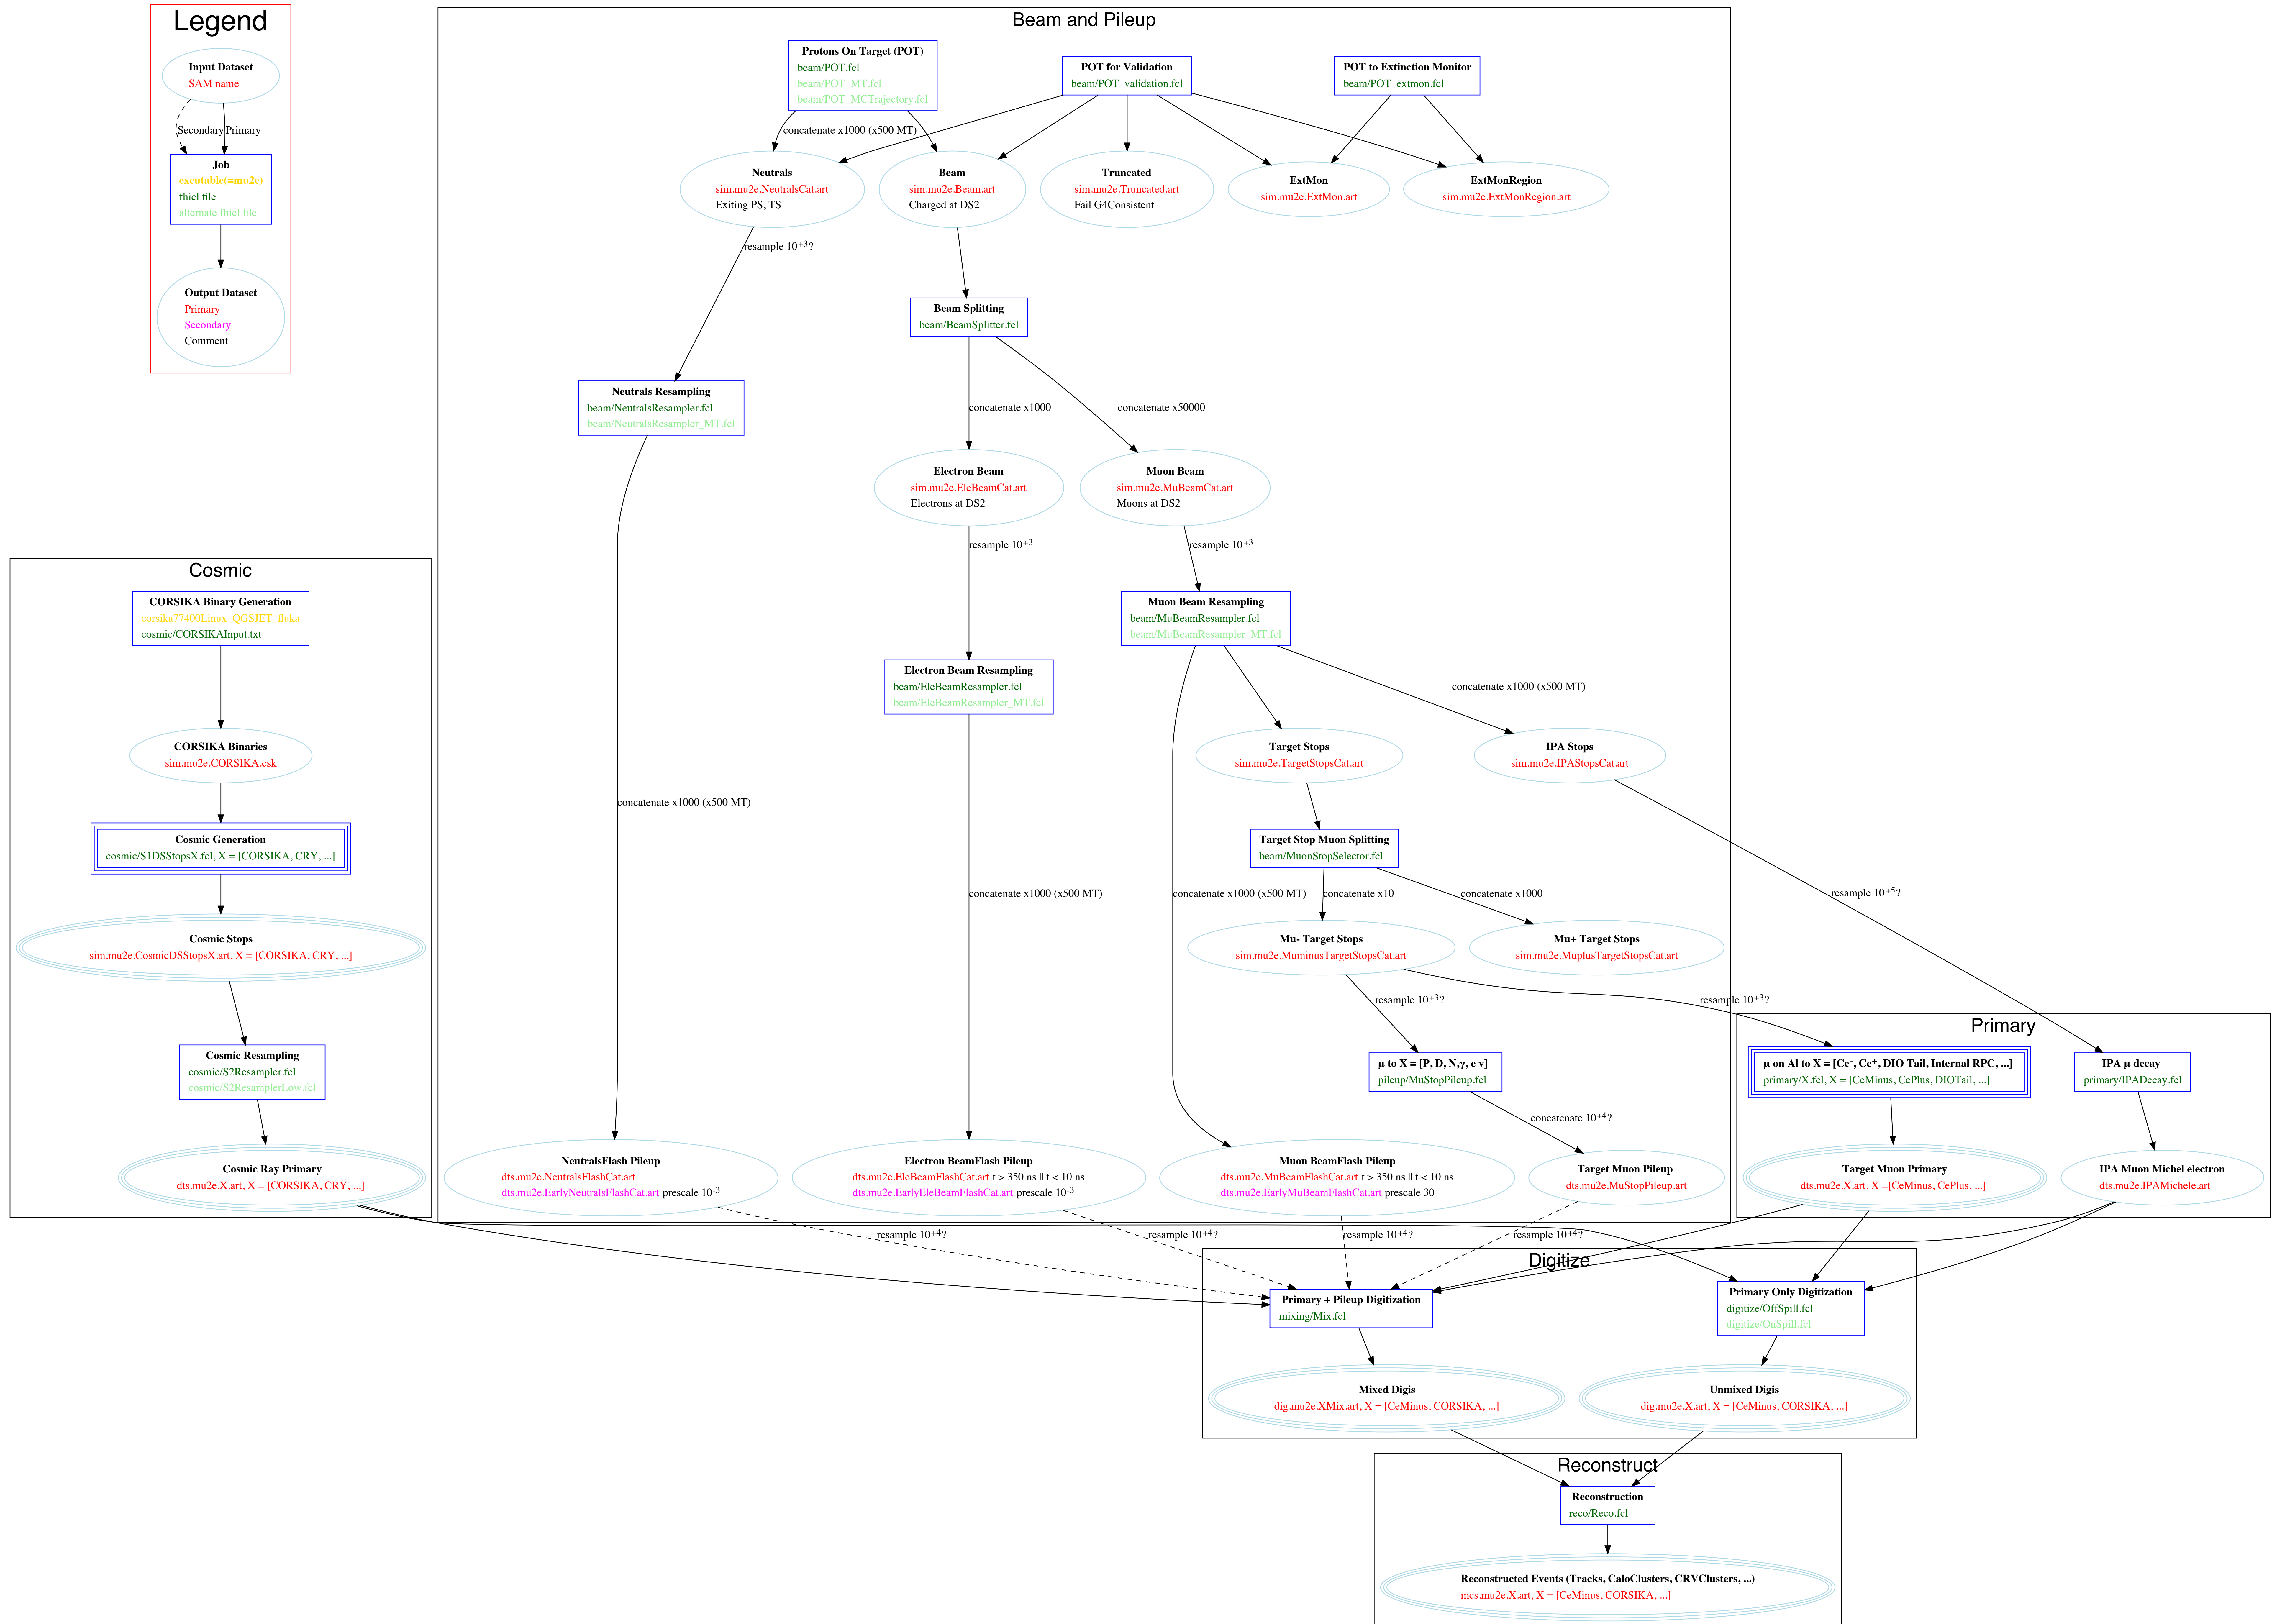 Legend
Input Dataset
SAM name
Secondary
Primary
Job
excutable(=mu2e)
fhicl file
alternate fhicl file
Output Dataset
Primary
Secondary
Comment
Beam and Pileup
Protons On Target (POT)
beam/POT.fcl
beam/POT_MT.fcl
beam/POT_MCTrajectory.fcl
POT for Validation
beam/POT_validation.fcl
POT to Extinction Monitor
beam/POT_extmon.fcl
concatenate x1000 (x500 MT)
Neutrals
sim.mu2e.NeutralsCat.art
Exiting PS, TS
Beam
sim.mu2e.Beam.art
Charged at DS2
Truncated
sim.mu2e.Truncated.art
Fail G4Consistent
ExtMon
sim.mu2e.ExtMon.art
ExtMonRegion
sim.mu2e.ExtMonRegion.art
resample 10+3?
Beam Splitting
beam/BeamSplitter.fcl
Neutrals Resampling
beam/NeutralsResampler.fcl
beam/NeutralsResampler_MT.fcl
concatenate x1000
concatenate x50000
Electron Beam
sim.mu2e.EleBeamCat.art
Electrons at DS2
Muon Beam
sim.mu2e.MuBeamCat.art
Muons at DS2
resample 10+3
resample 10+3
Muon Beam Resampling
beam/MuBeamResampler.fcl
beam/MuBeamResampler_MT.fcl
Electron Beam Resampling
beam/EleBeamResampler.fcl
beam/EleBeamResampler_MT.fcl
concatenate x1000 (x500 MT)
Target Stops
sim.mu2e.TargetStopsCat.art
IPA Stops
sim.mu2e.IPAStopsCat.art
concatenate x1000 (x500 MT)
Target Stop Muon Splitting
beam/MuonStopSelector.fcl
concatenate x1000 (x500 MT)
concatenate x1000 (x500 MT)
concatenate x10
concatenate x1000
resample 10+5?
Mu- Target Stops
sim.mu2e.MuminusTargetStopsCat.art
Mu+ Target Stops
sim.mu2e.MuplusTargetStopsCat.art
resample 10+3?
resample 10+3?
μ to X = [P, D, N,γ, e ν]
pileup/MuStopPileup.fcl
concatenate 10+4?
NeutralsFlash Pileup
dts.mu2e.NeutralsFlashCat.art
dts.mu2e.EarlyNeutralsFlashCat.art prescale 10-3
Electron BeamFlash Pileup
dts.mu2e.EleBeamFlashCat.art t > 350 ns || t < 10 ns
dts.mu2e.EarlyEleBeamFlashCat.art prescale 10-3
Muon BeamFlash Pileup
dts.mu2e.MuBeamFlashCat.art t > 350 ns || t < 10 ns
dts.mu2e.EarlyMuBeamFlashCat.art prescale 30
Target Muon Pileup
dts.mu2e.MuStopPileup.art
Cosmic
CORSIKA Binary Generation
corsika77400Linux_QGSJET_fluka
cosmic/CORSIKAInput.txt
CORSIKA Binaries
sim.mu2e.CORSIKA.csk
Cosmic Generation
cosmic/S1DSStopsX.fcl, X = [CORSIKA, CRY, ...]
Cosmic Stops
sim.mu2e.CosmicDSStopsX.art, X = [CORSIKA, CRY, ...]
Cosmic Resampling
cosmic/S2Resampler.fcl
cosmic/S2ResamplerLow.fcl
Cosmic Ray Primary
dts.mu2e.X.art, X = [CORSIKA, CRY, ...]
Primary
μ on Al to X = [Ce-, Ce+, DIO Tail, Internal RPC, ...]
primary/X.fcl, X = [CeMinus, CePlus, DIOTail, ...]
IPA μ decay
primary/IPADecay.fcl
Target Muon Primary
dts.mu2e.X.art, X =[CeMinus, CePlus, ...]
IPA Muon Michel electron
dts.mu2e.IPAMichele.art
resample 10+4?
resample 10+4?
resample 10+4?
resample 10+4?
Digitize
Primary + Pileup Digitization
mixing/Mix.fcl
Primary Only Digitization
digitize/OffSpill.fcl
digitize/OnSpill.fcl
Mixed Digis
dig.mu2e.XMix.art, X = [CeMinus, CORSIKA, ...]
Unmixed Digis
dig.mu2e.X.art, X = [CeMinus, CORSIKA, ...]
Reconstruct
Reconstruction
reco/Reco.fcl
Reconstructed Events (Tracks, CaloClusters, CRVClusters, ...)
mcs.mu2e.X.art, X = [CeMinus, CORSIKA, ...]